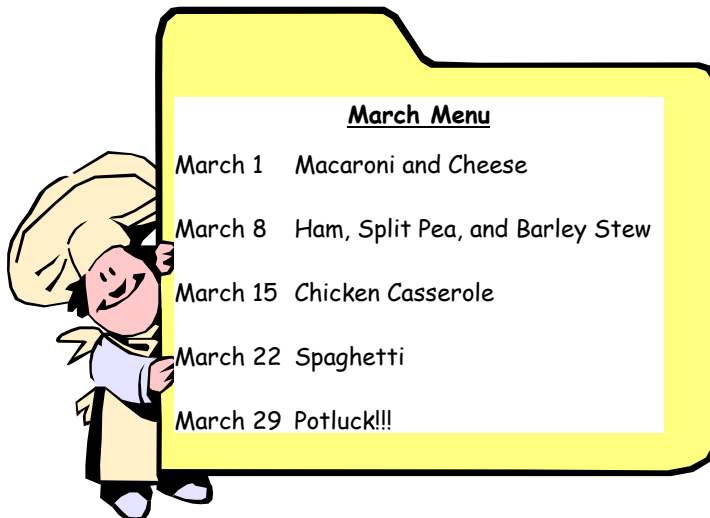 March Menu
March 1 Macaroni and Cheese
March 8 Ham, Split Pea, and Barley Stew
March 15 Chicken Casserole
March 22 Spaghetti
March 29 Potluck!!!